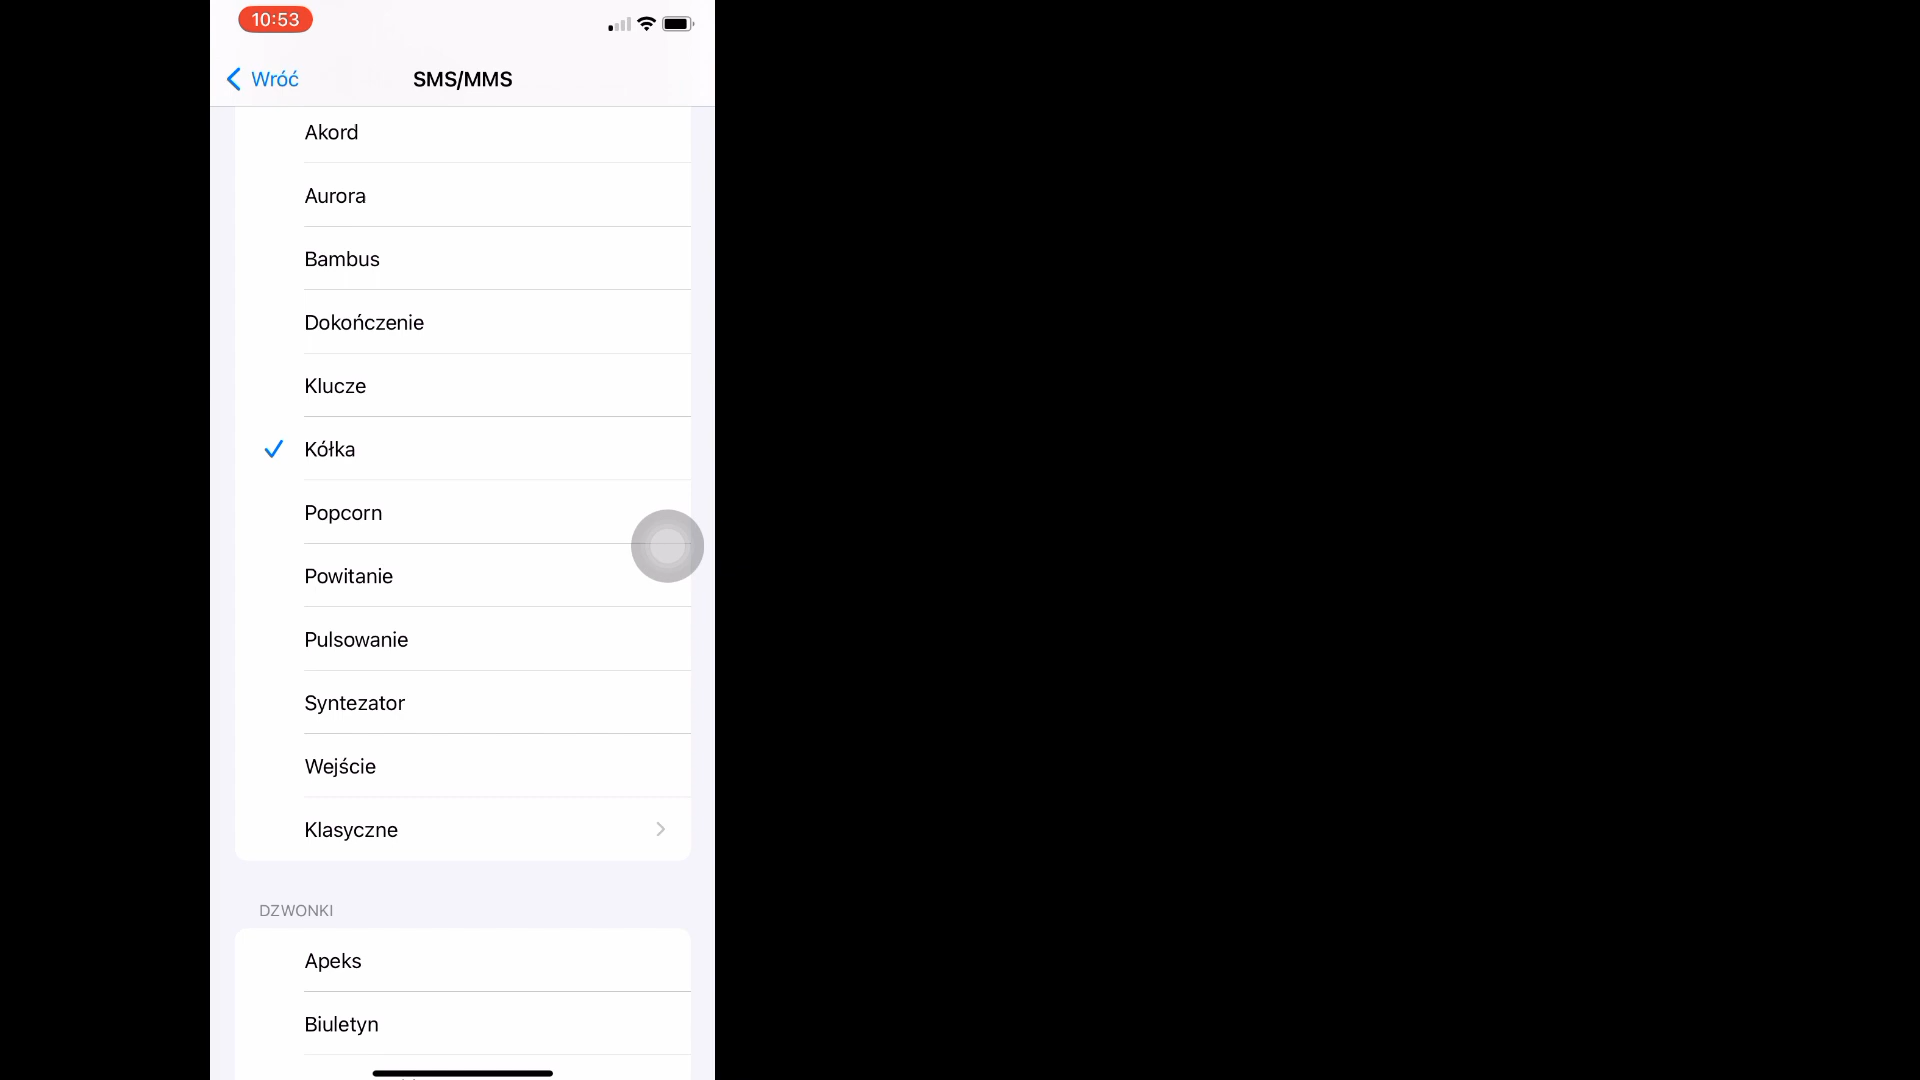 10:53
Wróć
SMS/MMS
Akord
Aurora
Bambus
Dokończenie
Klucze
Kółka
Popcorn
Powitanie
Pulsowanie
Syntezator
Wejście
Klasyczne
DZWONKI
Apeks
Biuletyn